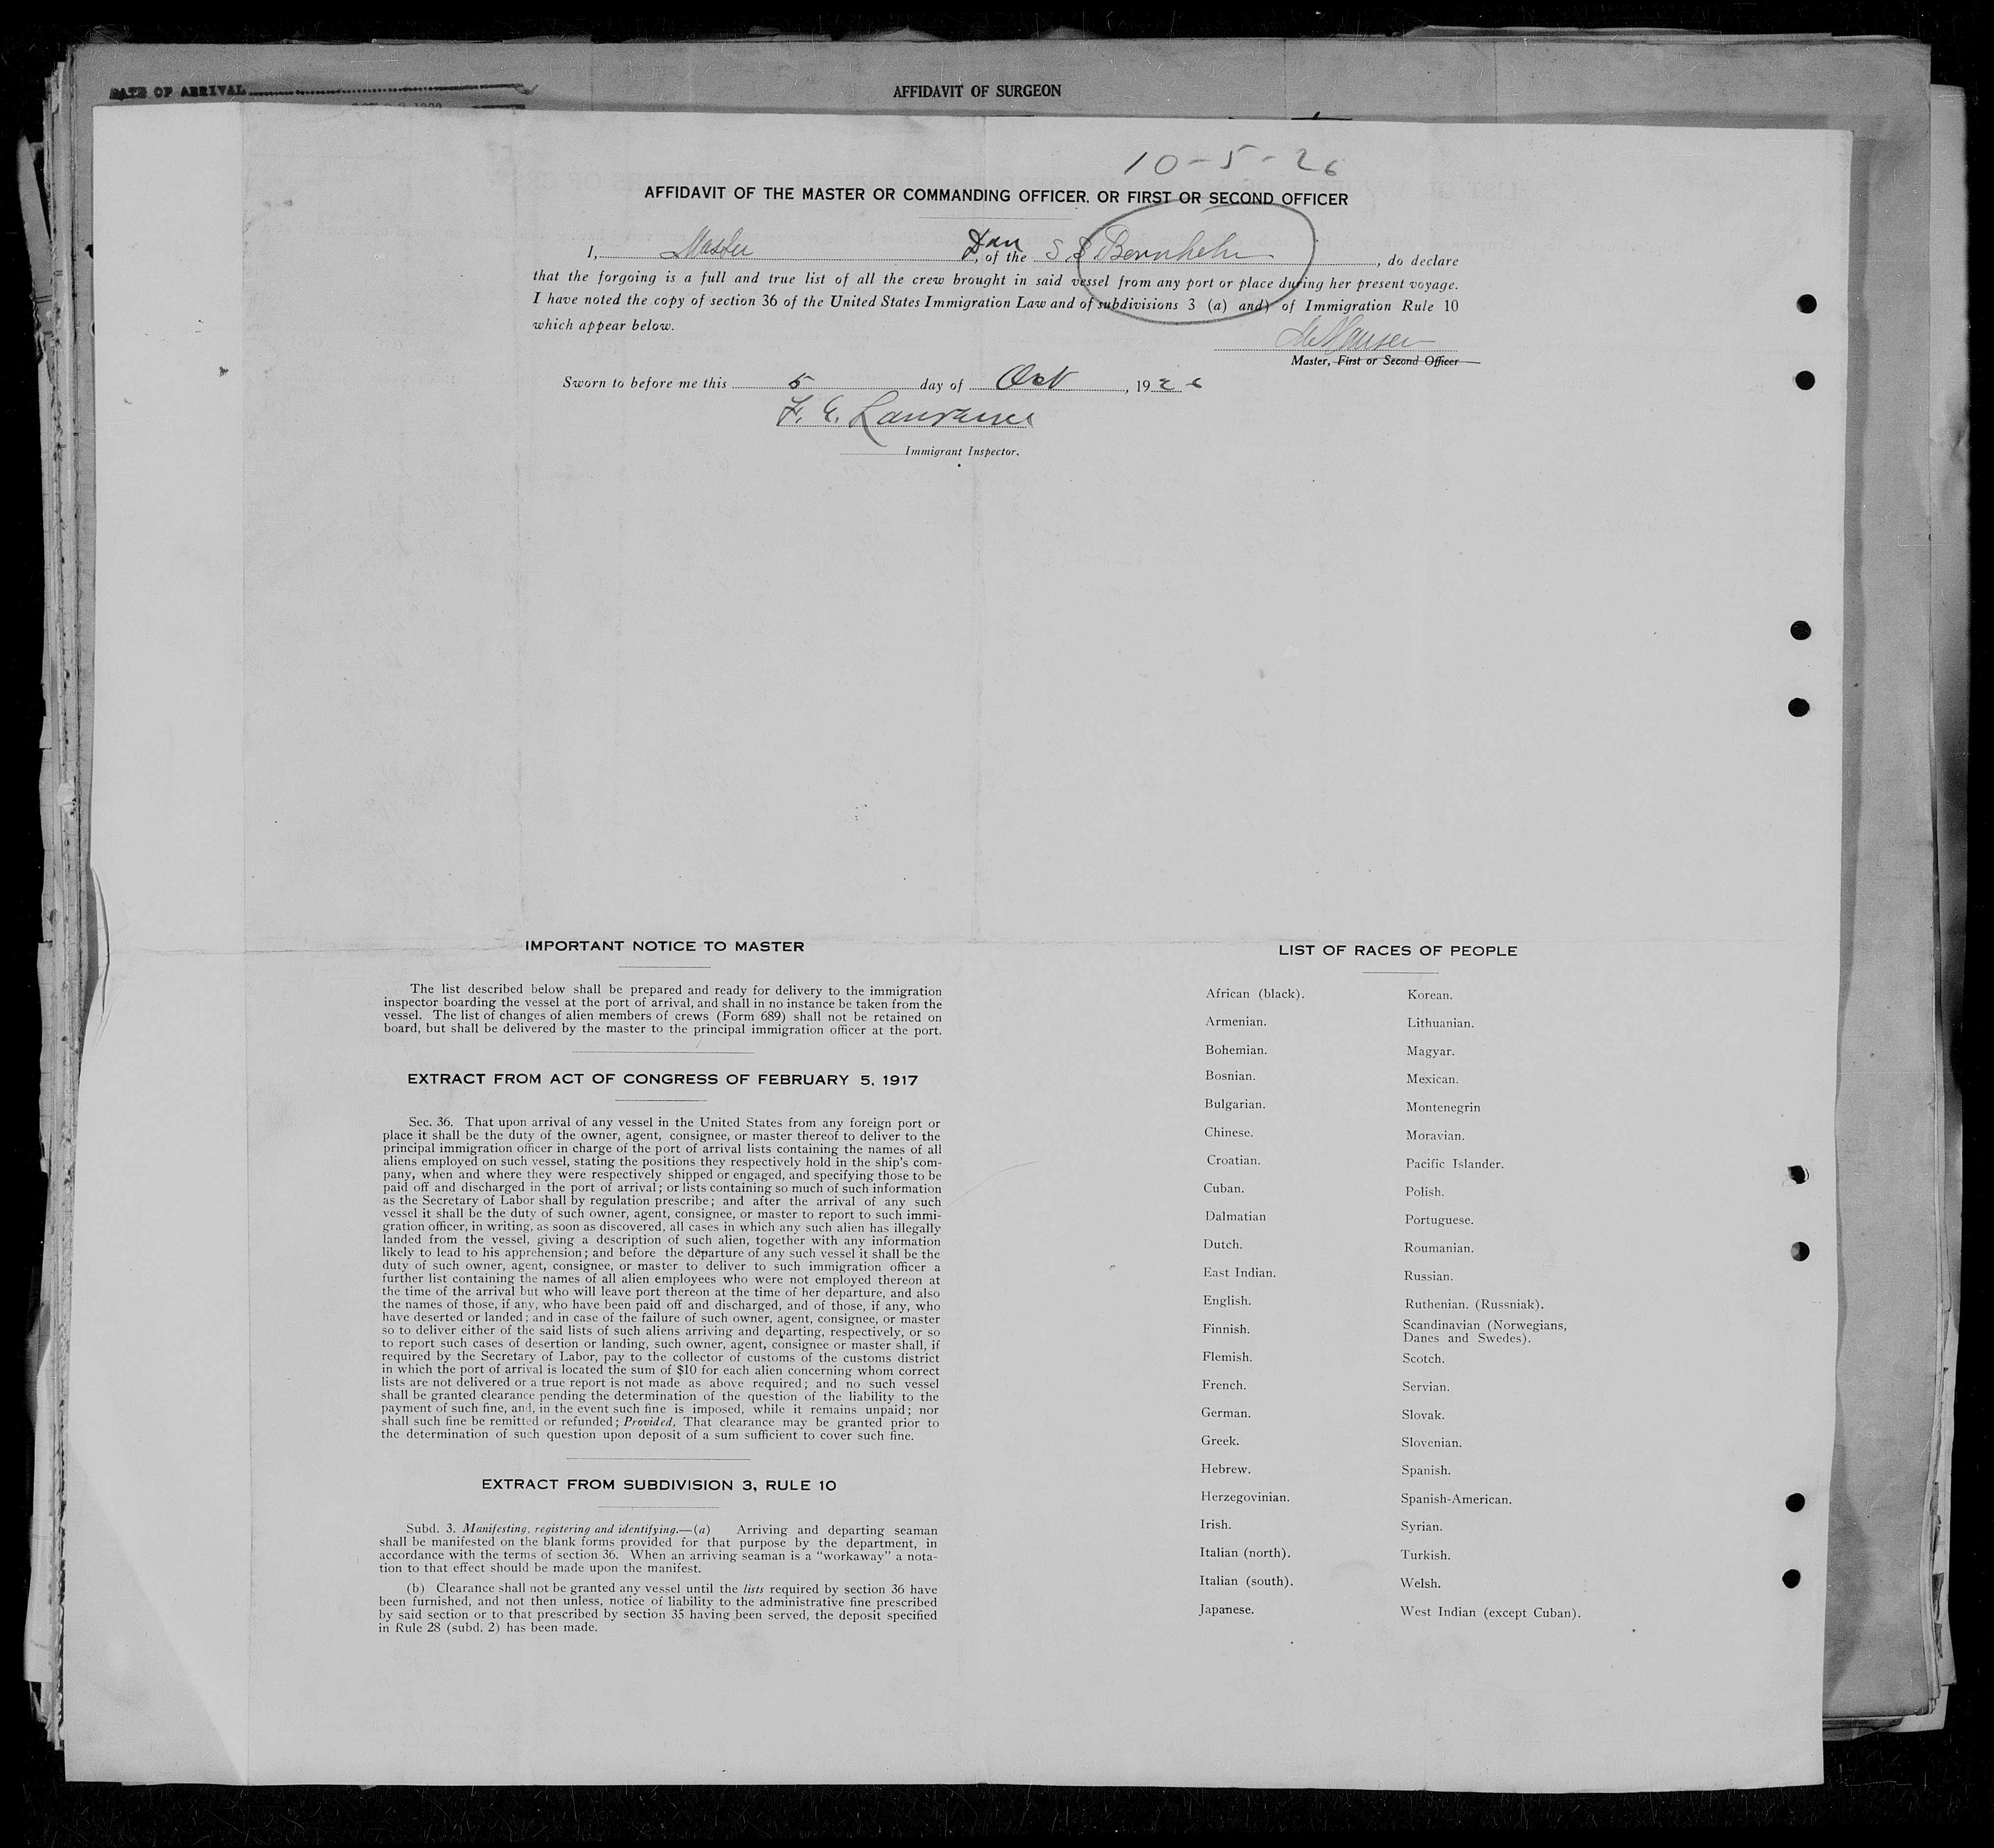 DATE OF ARRIVAL
AFFIDAVIT OF SURGEON
10-5-26
AFFIDAVIT OF THE MASTER OR COMMANDING OFFICER, OR FIRST OR SECOND OFFICER
I, Master Dan, of the S S Bornholm, do declare
that the forgoing is a full and true list of all the crew brought in said vessel from any port or place during her present voyage.
I have noted the copy of section 36 of the United States Immigration Law and of subdivisions 3 (a) and) of Immigration Rule 10
which appear below.
Master, First or Second Officer
Sworn to before me this 5 day of Oct, 1926
F. E. Lawrence
Immigrant Inspector.
IMPORTANT NOTICE TO MASTER
The list described below shall be prepared and ready for delivery to the immigration
inspector boarding the vessel at the port of arrival, and shall in no instance be taken from the
vessel. The list of changes of alien members of crews (Form 689) shall not be retained on
board, but shall be delivered by the master to the principal immigration officer at the port.
EXTRACT FROM ACT OF CONGRESS OF FEBRUARY 5, 1917
Sec. 36. That upon arrival of any vessel in the United States from any foreign port or
place it shall be the duty of the owner, agent, consignee, or master thereof to deliver to the
principal immigration officer in charge of the port of arrival lists containing the names of all
aliens employed on such vessel, stating the positions they respectively hold in the ship's com-
pany, when and where they were respectively shipped or engaged, and specifying those to be
paid off and discharged in the port of arrival; or lists containing so much of such information
as the Secretary of Labor shall by regulation prescribe; and after the arrival of any such
vessel it shall be the duty of such owner, agent, consignee, or master to report to such immi-
gration officer, in writing, as soon as discovered, all cases in which any such alien has illegally
landed from the vessel, giving a description of such alien, together with any information
likely to lead to his apprehension; and before the departure of any such vessel it shall be the
duty of such owner, agent, consignee, or master to deliver to such immigration officer a
further list containing the names of all alien employees who were not employed thereon at
the time of the arrival but who will leave port thereon at the time of her departure, and also
the names of those, if any, who have been paid off and discharged, and of those, if any, who
have deserted or landed; and in case of the failure of such owner, agent, consignee, or master
so to deliver either of the said lists of such aliens arriving and departing, respectively, or so
to report such cases of desertion or landing, such owner, agent, consignee or master shall, if
required by the Secretary of Labor, pay to the collector of customs of the customs district
in which the port of arrival is located the sum of $10 for each alien concerning whom correct
lists are not delivered or a true report is not made as above required; and no such vessel
shall be granted clearance pending the determination of the question of the liability to the
payment of such fine, and, in the event such fine is imposed, while it remains unpaid; nor
shall such fine be remitted or refunded; Provided, That clearance may be granted prior to
the determination of such question upon deposit of a sum sufficient to cover such fine.
EXTRACT FROM SUBDIVISION 3, RULE 10
Subd. 3. Manifesting, registering and identifying.—(a) Arriving and departing seaman
shall be manifested on the blank forms provided for that purpose by the department, in
accordance with the terms of section 36. When an arriving seaman is a "workaway" a nota-
tion to that effect should be made upon the manifest.
(b) Clearance shall not be granted any vessel until the lists required by section 36 have
been furnished, and not then unless, notice of liability to the administrative fine prescribed
by said section or to that prescribed by section 35 having been served, the deposit specified
in Rule 28 (subd. 2) has been made.
LIST OF RACES OF PEOPLE
African (black).
Armenian.
Bohemian.
Bosnian.
Bulgarian.
Chinese.
Croatian.
Cuban.
Dalmatian
Dutch.
East Indian.
English.
Finnish.
Flemish.
French.
German.
Greek.
Hebrew.
Herzegovinian.
Irish.
Italian (north).
Italian (south).
Japanese.
Korean.
Lithuanian.
Magyar.
Mexican.
Montenegrin
Moravian.
Pacific Islander.
Polish.
Portuguese.
Roumanian.
Russian.
Ruthenian. (Russniak).
Scandinavian (Norwegians,
Danes and Swedes).
Scotch.
Servian.
Slovak.
Slovenian.
Spanish.
Spanish-American.
Syrian.
Turkish.
Welsh.
West Indian (except Cuban).